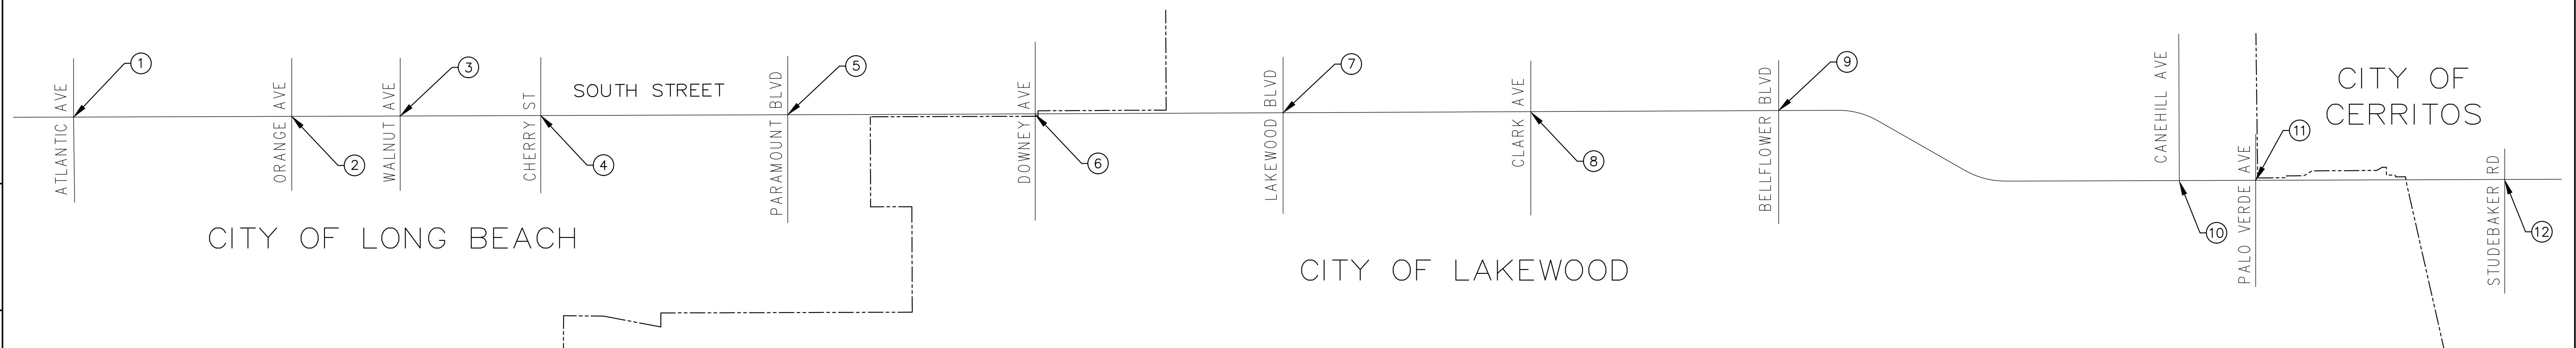 1
ATLANTIC AVE
ORANGE AVE
2
WALNUT AVE
3
CHERRY ST
4
SOUTH STREET
PARAMOUNT BLVD
5
DOWNEY AVE
6
LAKEWOOD BLVD
7
CLARK AVE
8
BELLFLOWER BLVD
9
CANEHILL AVE
10
PALO VERDE AVE
11
STUDEBAKER RD
12
CITY OF LONG BEACH
CITY OF LAKEWOOD
CITY OF
CERRITOS